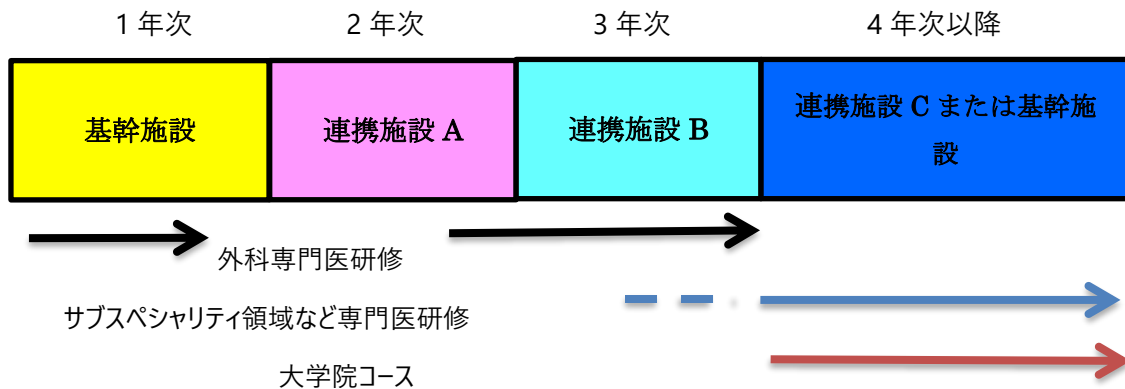 1 年次
2 年次
3 年次
4 年次以降
基幹施設
連携施設 A
連携施設 B
連携施設 C または基幹施
設
外科専門医研修
サブスペシャリティ領域など専門医研修
大学院コース